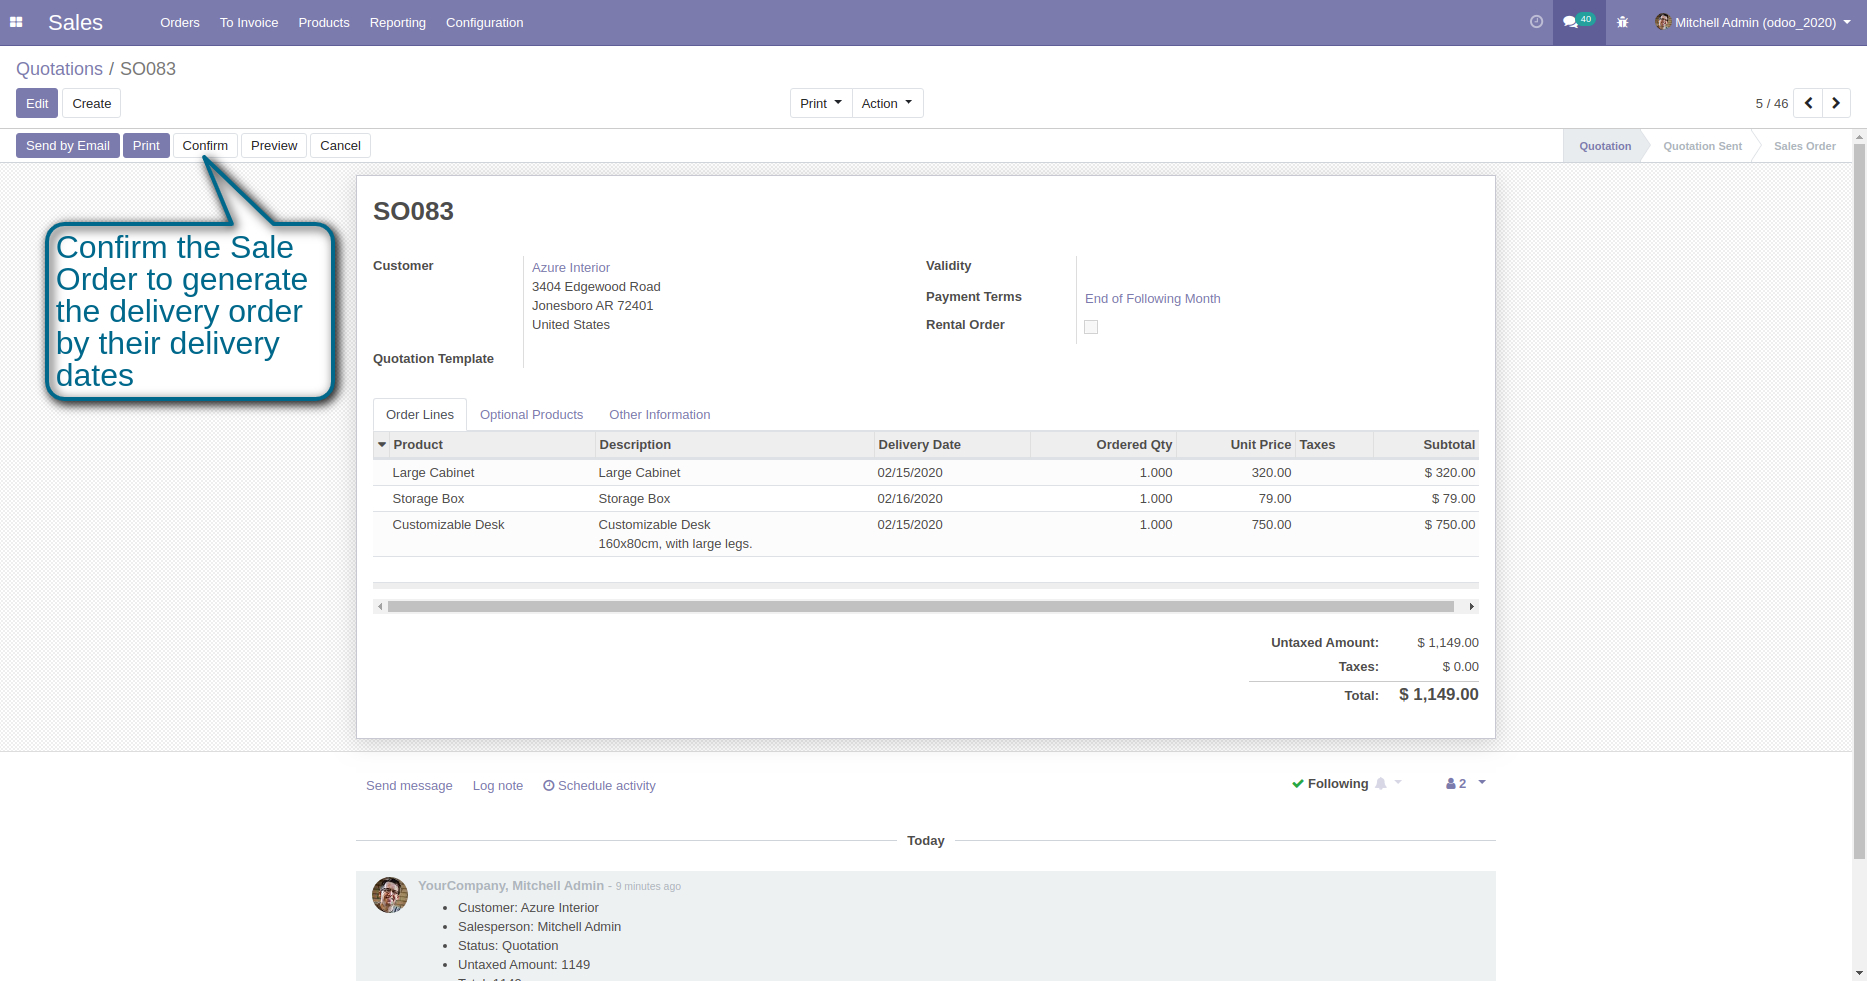 Sales Orders To Invoice Products Reporting Configuration 40 Mitchell Admin (odoo_2020)
Quotations / SO083
Edit Create Print Action 5 / 46
Send by Email Print Confirm Preview Cancel Quotation Quotation Sent Sales Order
Confirm the Sale
Order to generate
the delivery order
by their delivery
dates
SO083
Customer Azure Interior
3404 Edgewood Road
Jonesboro AR 72401
United States
Quotation Template
Validity
Payment Terms End of Following Month
Rental Order
Order Lines Optional Products Other Information
Product Description Delivery Date Ordered Qty Unit Price Taxes Subtotal
Large Cabinet Large Cabinet 02/15/2020 1.000 320.00 $ 320.00
Storage Box Storage Box 02/16/2020 1.000 79.00 $ 79.00
Customizable Desk Customizable Desk 02/15/2020 1.000 750.00 $ 750.00
160x80cm, with large legs.
Untaxed Amount: $ 1,149.00
Taxes: $ 0.00
Total: $ 1,149.00
Send message Log note Schedule activity Following 2
Today
YourCompany, Mitchell Admin - 9 minutes ago
• Customer: Azure Interior
• Salesperson: Mitchell Admin
• Status: Quotation
• Untaxed Amount: 1149